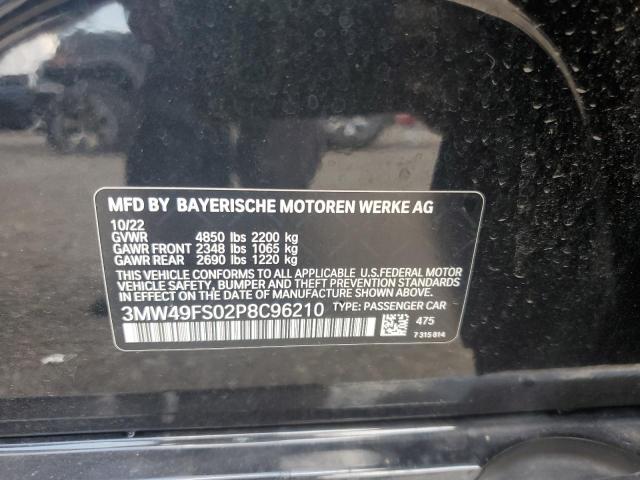 MFD BY BAYERISCHE MOTOREN WERKE AG
10/22
GVWR 4850 lbs 2200 kg
GAWR FRONT 2348 lbs 1065 kg
GAWR REAR 2690 lbs 1220 kg
THIS VEHICLE CONFORMS TO ALL APPLICABLE U.S.FEDERAL MOTOR
VEHICLE SAFETY, BUMPER AND THEFT PREVENTION STANDARDS
IN EFFECT ON THE DATE OF MANUFACTURE SHOWN ABOVE.
3MW49FS02P8C96210 TYPE: PASSENGER CAR
475
7 315 814